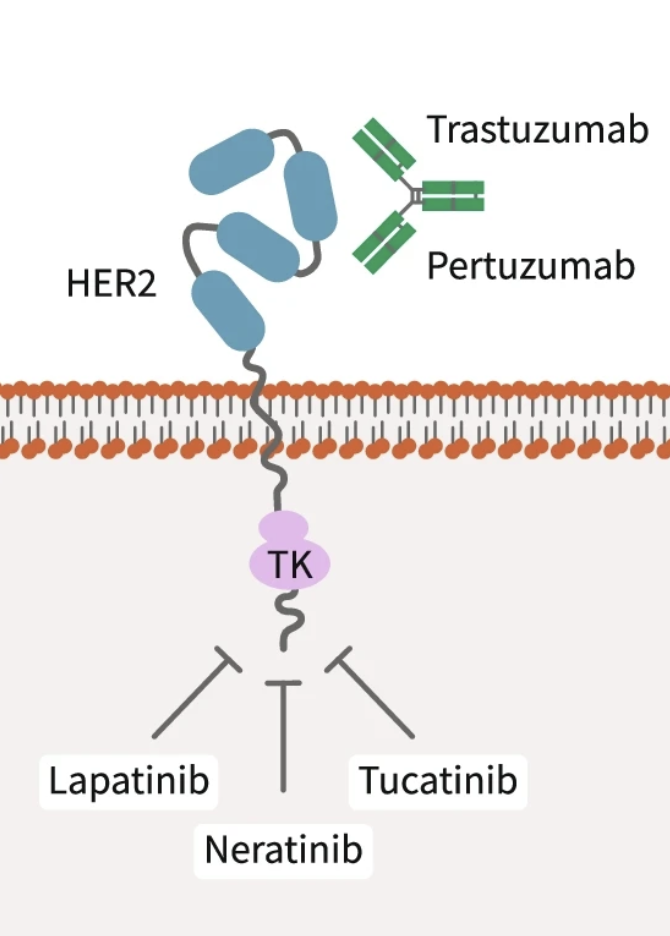 Trastuzumab
HER2
Pertuzumab
TK
Lapatinib
Tucatinib
Neratinib